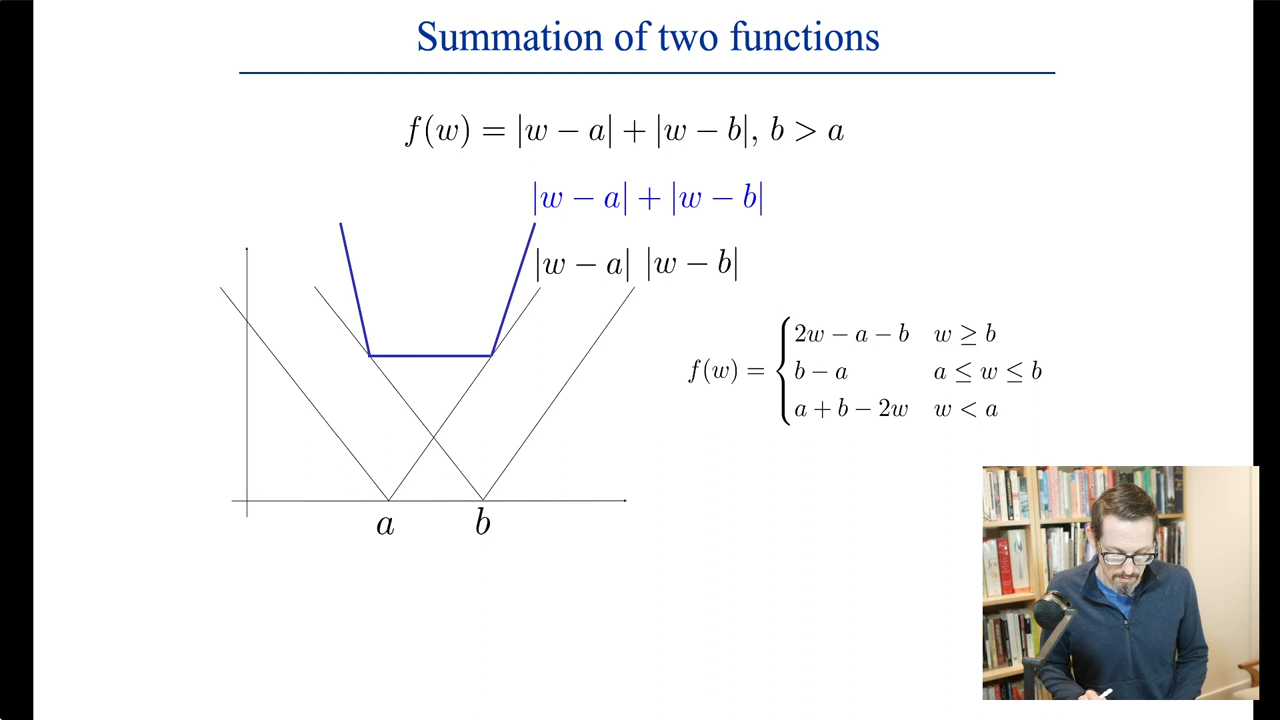 Summation of two functions
f(w) = |w − a| + |w − b|, b > a
|w − a| + |w − b|
|w − a| |w − b|
f(w) = { 2w − a − b w ≥ b
b − a a ≤ w ≤ b
a + b − 2w w < a
a b